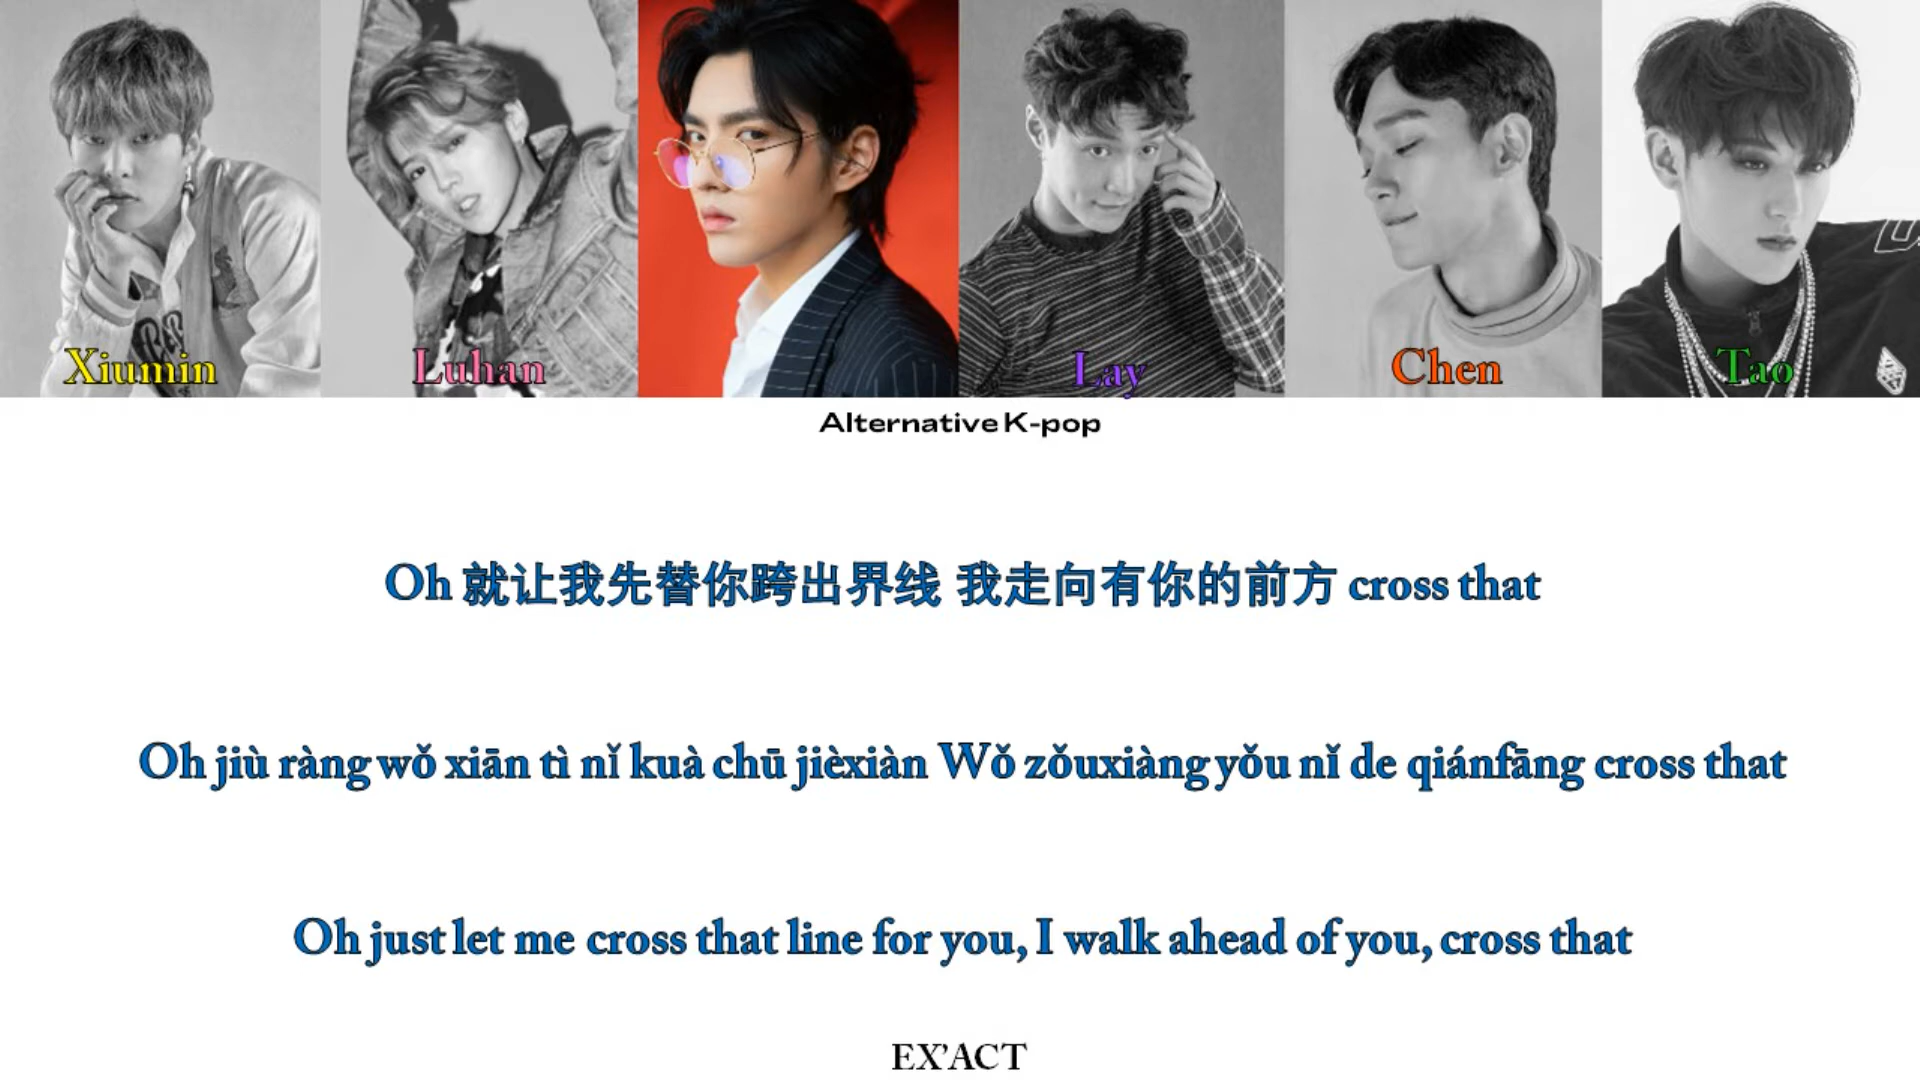 Xiumin
Luhan
Lay
Chen
Tao
Alternative K-pop
Oh 就让我先替你跨出界线 我走向有你的前方 cross that
Oh jiù ràng wǒ xiān tì nǐ kuà chū jièxiàn Wǒ zǒuxiàng yǒu nǐ de qiánfāng cross that
Oh just let me cross that line for you, I walk ahead of you, cross that
EX'ACT